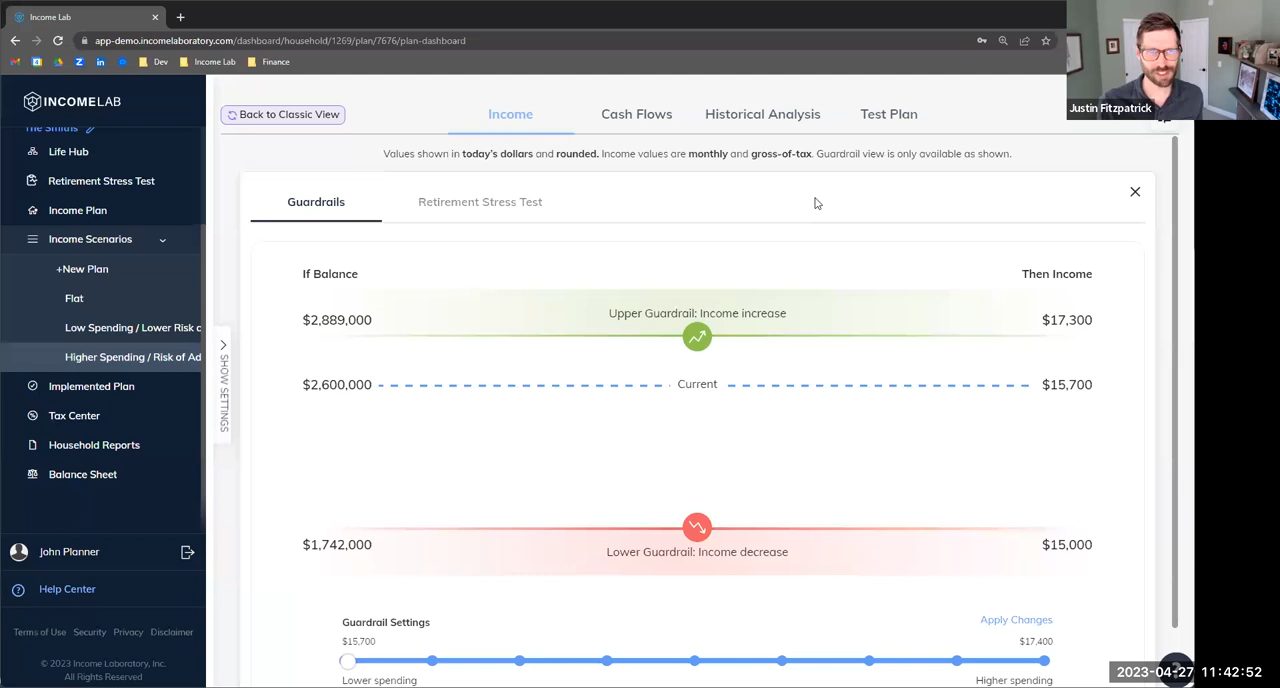 Income Lab
app-demo.incomelaboratory.com/dashboard/household/1269/plan/7676/plan-dashboard
Dev
Income Lab
Finance
Justin Fitzpatrick
INCOMELAB
The Smiths
Life Hub
Retirement Stress Test
Income Plan
Income Scenarios
+New Plan
Flat
Low Spending / Lower Risk
Higher Spending / Risk of Ad
Implemented Plan
Tax Center
Household Reports
Balance Sheet
John Planner
Help Center
Terms of Use Security Privacy Disclaimer
© 2023 Income Laboratory, Inc.
All Rights Reserved
SHOW SETTINGS
Back to Classic View
Income Cash Flows Historical Analysis Test Plan
Values shown in today's dollars and rounded. Income values are monthly and gross-of-tax. Guardrail view is only available as shown.
Guardrails Retirement Stress Test
If Balance Then Income
Upper Guardrail: Income increase
$2,889,000 $17,300
$2,600,000 Current $15,700
$1,742,000 $15,000
Lower Guardrail: Income decrease
Guardrail Settings Apply Changes
$15,700 $17,400
Lower spending Higher spending
2023-04-27 11:42:52